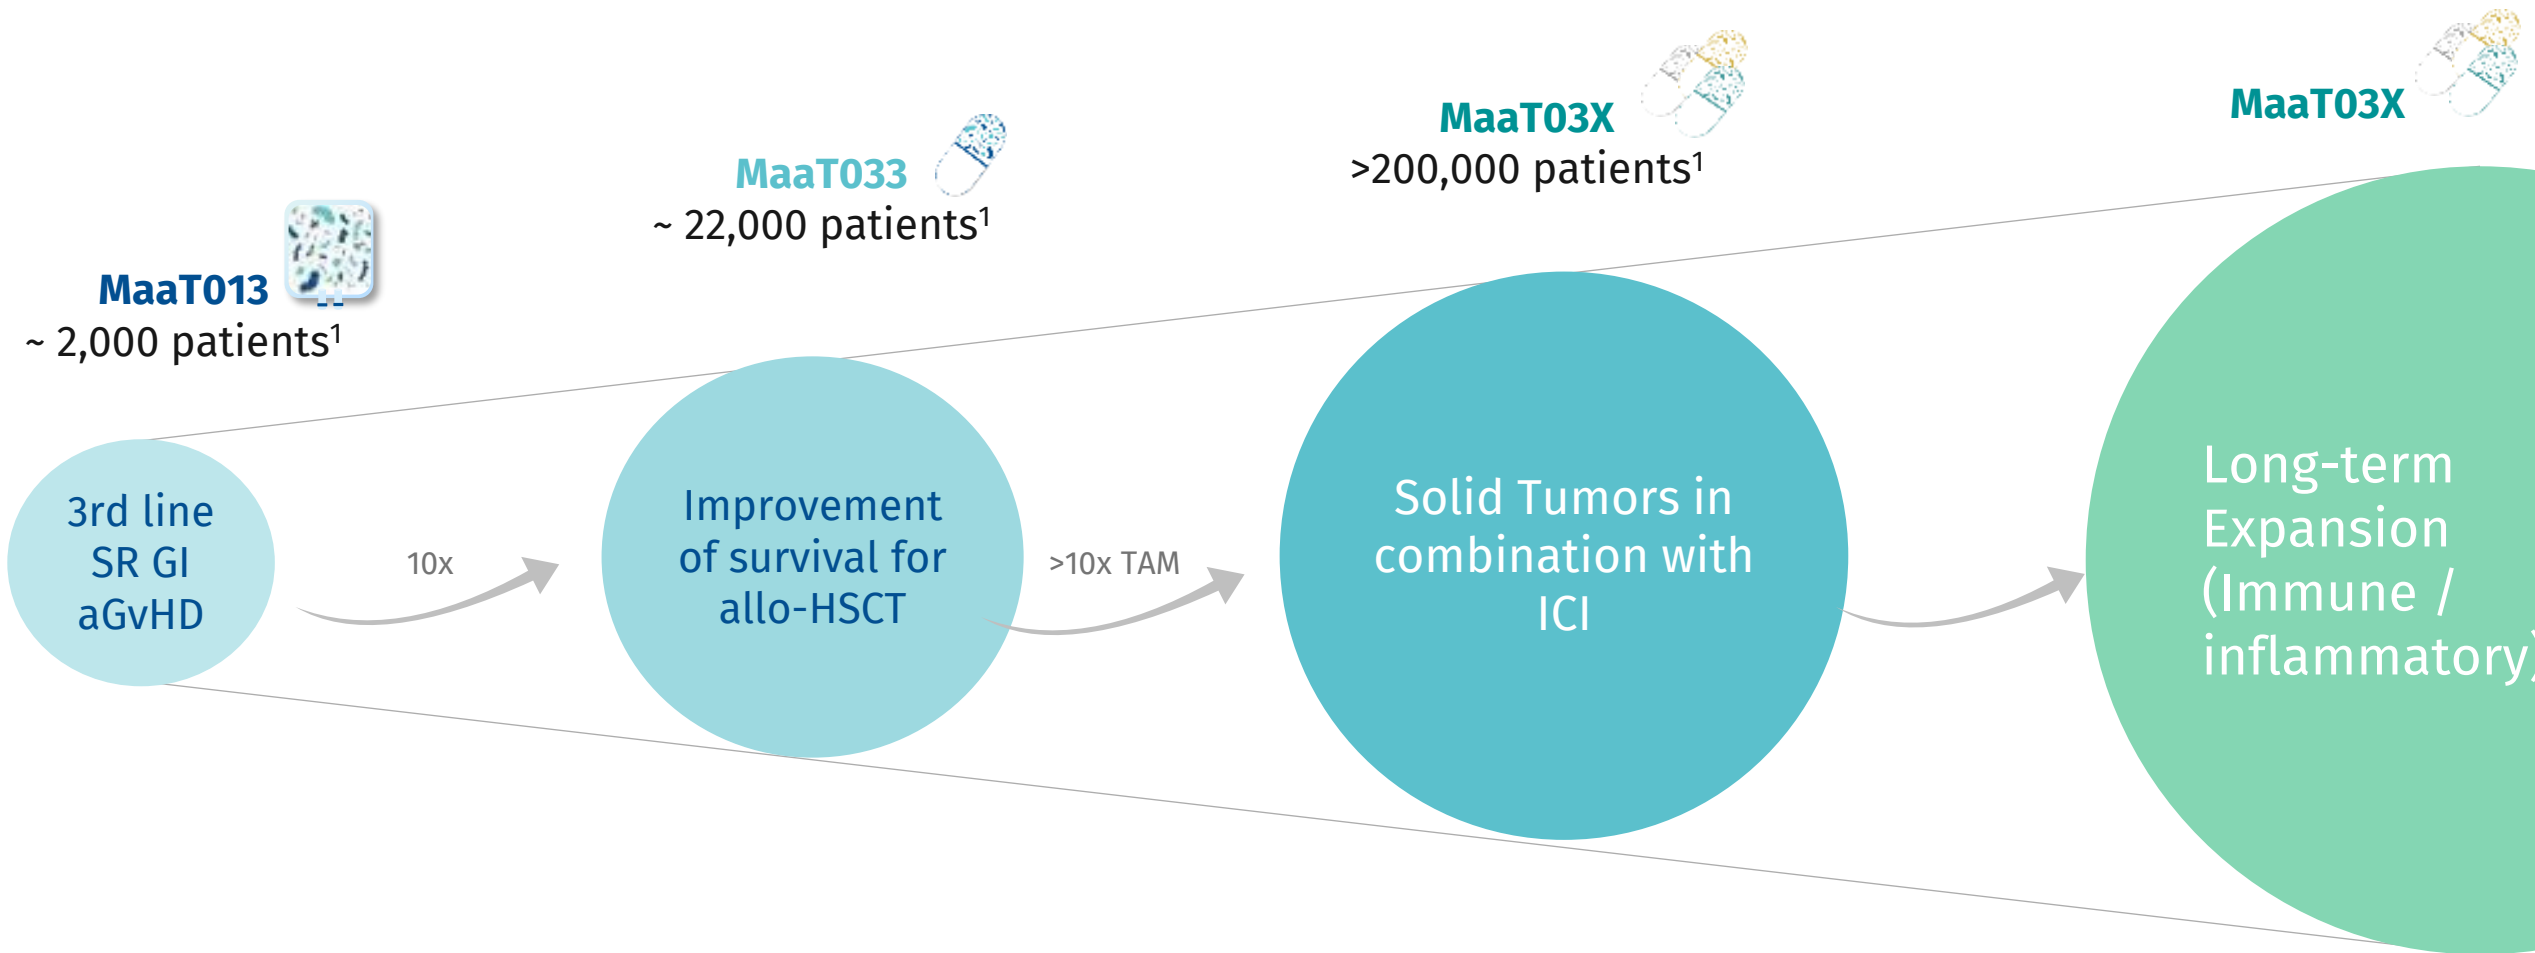 MaaT013
~ 2,000 patients¹
MaaT033
~ 22,000 patients¹
MaaT03X
>200,000 patients¹
MaaT03X
3rd line
SR GI
aGvHD
10x
Improvement
of survival for
allo-HSCT
>10x TAM
Solid Tumors in
combination with
ICI
Long-term
Expansion
(Immune /
inflammatory)